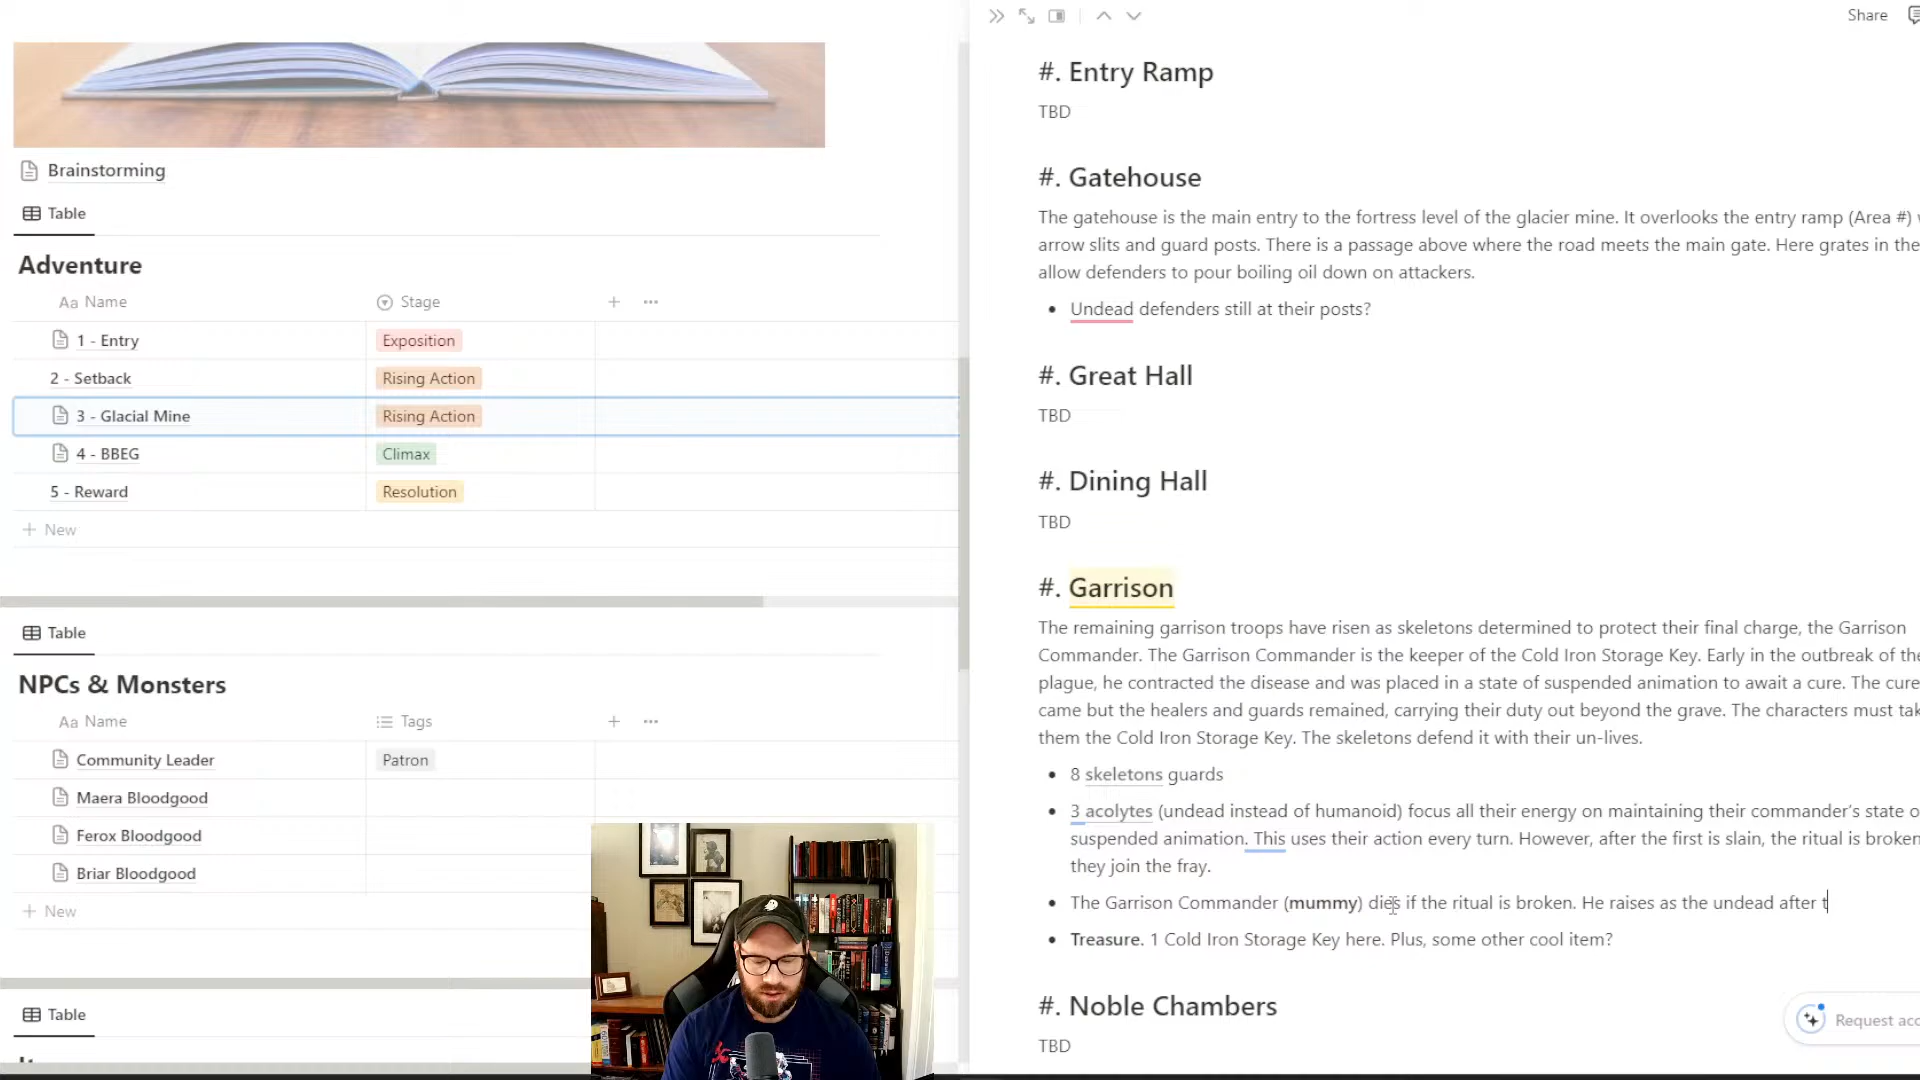 Brainstorming
Table
Adventure
Aa Name
Stage
1 - Entry
Exposition
2 - Setback
Rising Action
3 - Glacial Mine
Rising Action
4 - BBEG
Climax
5 - Reward
Resolution
+ New
Table
NPCs & Monsters
Aa Name
Tags
Community Leader
Patron
Maera Bloodgood
Ferox Bloodgood
Briar Bloodgood
+ New
Table
Share
#. Entry Ramp
TBD
#. Gatehouse
The gatehouse is the main entry to the fortress level of the glacier mine. It overlooks the entry ramp (Area #)
arrow slits and guard posts. There is a passage above where the road meets the main gate. Here grates in the
allow defenders to pour boiling oil down on attackers.
• Undead defenders still at their posts?
#. Great Hall
TBD
#. Dining Hall
TBD
#. Garrison
The remaining garrison troops have risen as skeletons determined to protect their final charge, the Garrison
Commander. The Garrison Commander is the keeper of the Cold Iron Storage Key. Early in the outbreak of the
plague, he contracted the disease and was placed in a state of suspended animation to await a cure. The cure
came but the healers and guards remained, carrying their duty out beyond the grave. The characters must tak
them the Cold Iron Storage Key. The skeletons defend it with their un-lives.
• 8 skeletons guards
• 3 acolytes (undead instead of humanoid) focus all their energy on maintaining their commander's state o
suspended animation. This uses their action every turn. However, after the first is slain, the ritual is broken
they join the fray.
• The Garrison Commander (mummy) dies if the ritual is broken. He raises as the undead after t
• Treasure. 1 Cold Iron Storage Key here. Plus, some other cool item?
#. Noble Chambers
TBD
Request acc